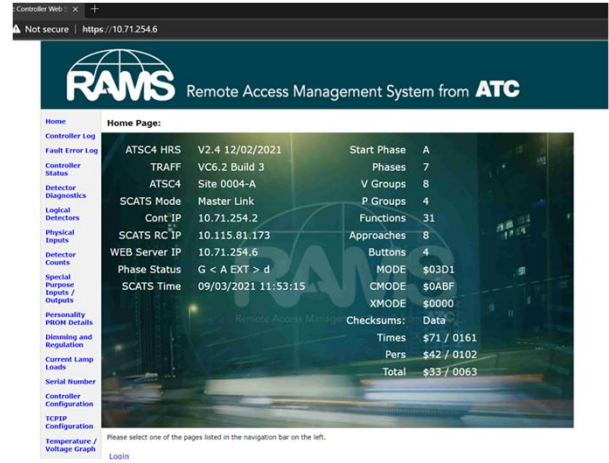 : Controller Web S × +
Not secure | https://10.71.254.6
RAMS Remote Access Management System from ATC
Home
Controller Log
Fault Error Log
Controller Status
Detector Diagnostics
Logical Detectors
Physical Inputs
Detector Counts
Special Purpose Inputs / Outputs
Personality PROM Details
Dimming and Regulation
Current Lamp Loads
Serial Number
Controller Configuration
TCPIP Configuration
Temperature / Voltage Graph
Home Page:
ATSC4 HRS V2.4 12/02/2021 Start Phase A
TRAFF VC6.2 Build 3 Phases 7
ATSC4 Site 0004-A V Groups 8
SCATS Mode Master Link P Groups 4
Cont IP 10.71.254.2 Functions 31
SCATS RC IP 10.115.81.173 Approaches 8
WEB Server IP 10.71.254.6 Buttons 4
Phase Status G < A EXT > d MODE $03D1
SCATS Time 09/03/2021 11:53:15 CMODE $0ABF
XMODE $0000
Checksums: Data
Times $71 / 0161
Pers $42 / 0102
Total $33 / 0063
RAMS
Remote Access Manage
Please select one of the pages listed in the navigation bar on the left.
Login